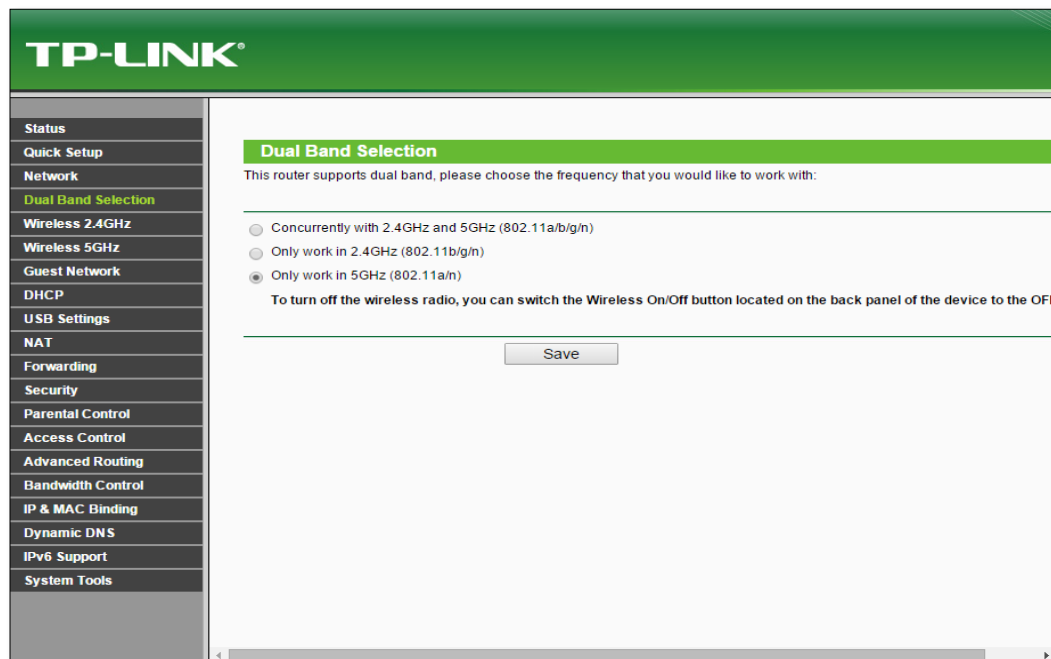 TP-LINK®
Status
Quick Setup
Network
Dual Band Selection
Wireless 2.4GHz
Wireless 5GHz
Guest Network
DHCP
USB Settings
NAT
Forwarding
Security
Parental Control
Access Control
Advanced Routing
Bandwidth Control
IP & MAC Binding
Dynamic DNS
IPv6 Support
System Tools
Dual Band Selection
This router supports dual band, please choose the frequency that you would like to work with:
Concurrently with 2.4GHz and 5GHz (802.11a/b/g/n)
Only work in 2.4GHz (802.11b/g/n)
Only work in 5GHz (802.11a/n)
To turn off the wireless radio, you can switch the Wireless On/Off button located on the back panel of the device to the
Save